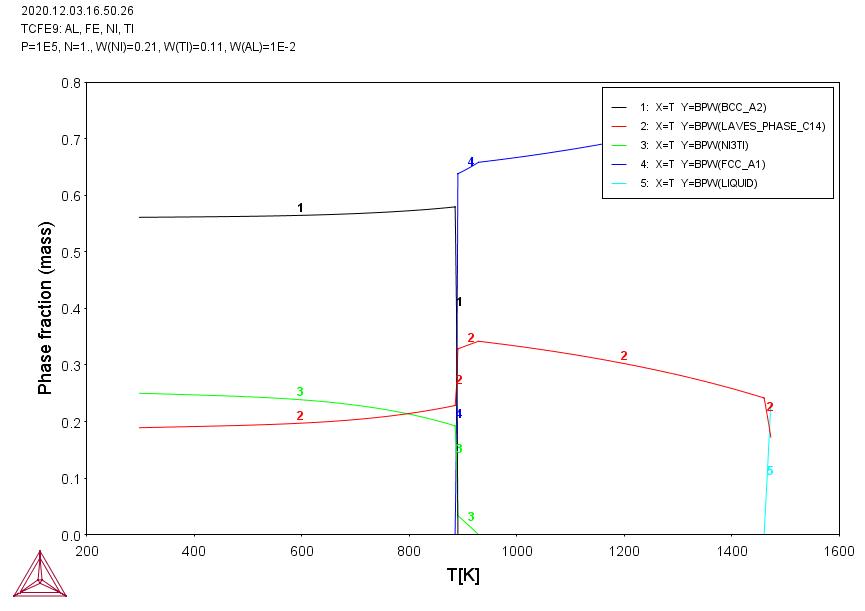 2020.12.03.16.50.26
TCFE9: AL, FE, NI, TI
P=1E5, N=1., W(NI)=0.21, W(TI)=0.11, W(AL)=1E-2
1: X=T Y=BPW(BCC_A2)
2: X=T Y=BPW(LAVES_PHASE_C14)
3: X=T Y=BPW(NI3TI)
4: X=T Y=BPW(FCC_A1)
5: X=T Y=BPW(LIQUID)
Phase fraction (mass)
0.8
0.7
0.6
0.5
0.4
0.3
0.2
0.1
0.0
1
4
1
2
2
2
3
2
4
2
3
5
3
200 400 600 800 1000 1200 1400 1600
T[K]